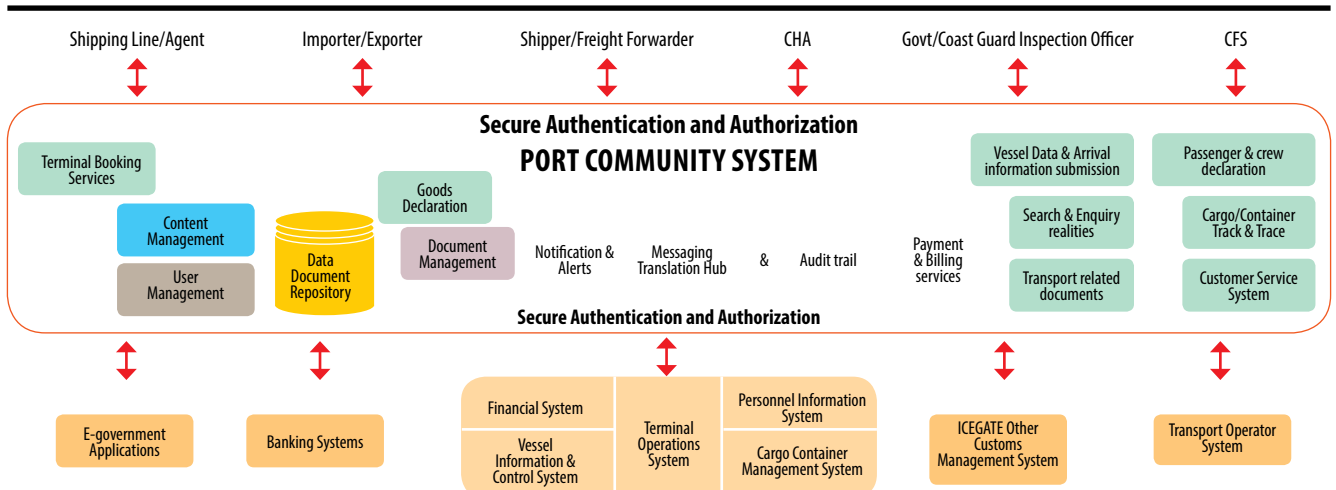 Shipping Line/Agent
Importer/Exporter
Shipper/Freight Forwarder
CHA
Govt/Coast Guard Inspection Officer
CFS
Secure Authentication and Authorization
PORT COMMUNITY SYSTEM
Terminal Booking
Services
Content
Management
User
Management
Data
Document
Repository
Goods
Declaration
Document
Management
Notification &
Alerts
Messaging
Translation Hub
&
Audit trail
Payment
& Billing
services
Vessel Data & Arrival
information submission
Search & Enquiry
realities
Transport related
documents
Passenger & crew
declaration
Cargo/Container
Track & Trace
Customer Service
System
Secure Authentication and Authorization
E-government
Applications
Banking Systems
Financial System
Vessel
Information &
Control System
Terminal
Operations
System
Personnel Information
System
Cargo Container
Management System
ICEGATE Other
Customs
Management System
Transport Operator
System